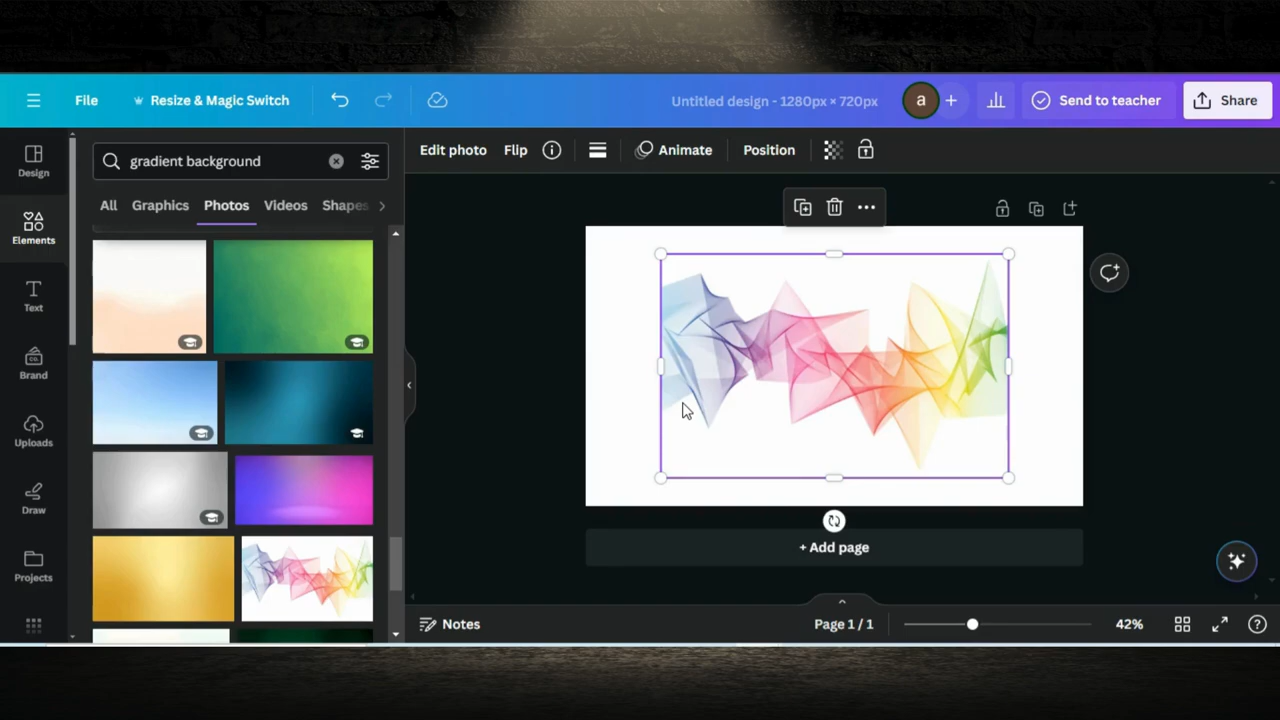 File
Resize & Magic Switch
Untitled design - 1280px × 720px
a
Send to teacher
Share
Design
Elements
Text
Brand
CO.
Uploads
Draw
Projects
gradient background
All
Graphics
Photos
Videos
Shapes
Edit photo
Flip
Animate
Position
+ Add page
Notes
Page 1 / 1
42%